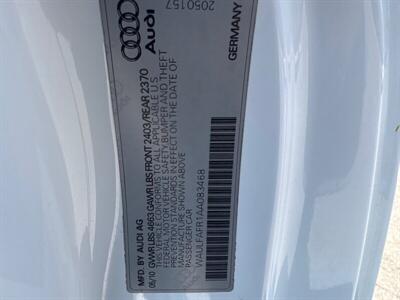 2050157
Audi
GERMANY
MFD. BY AUDI AG
05/10 GVWR LBS 4663 GAWR LBS FRONT 2403/REAR 2370
THIS VEHICLE CONFORMS TO ALL APPLICABLE U.S.
FEDERAL MOTOR VEHICLE SAFETY BUMPER AND THEFT
PREVENTION STANDARDS IN EFFECT ON THE DATE OF
MANUFACTURE SHOWN ABOVE
PASSENGER CAR
WAULFAFR1AA083468